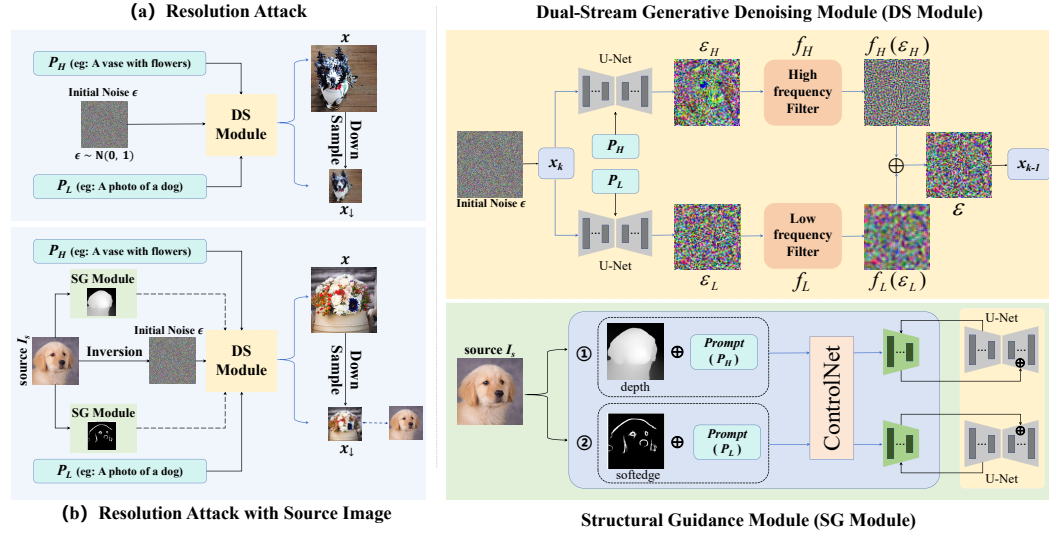 (a) Resolution Attack
P_H (eg: A vase with flowers)
Initial Noise ϵ
ϵ ~ N(0, 1)
P_L (eg: A photo of a dog)
DS
Module
x
Down
Sample
x↓
P_H (eg: A vase with flowers)
SG Module
source I_s
Inversion
Initial Noise ϵ
SG Module
P_L (eg: A photo of a dog)
DS
Module
x
Down
Sample
x↓
(b) Resolution Attack with Source Image
Dual-Stream Generative Denoising Module (DS Module)
Initial Noise ϵ
x_k
U-Net
P_H
P_L
U-Net
ε_H
f_H
f_H(ε_H)
High
frequency
Filter
Low
frequency
Filter
ε_L
f_L
f_L(ε_L)
ε
x_{k-1}
source I_s
①
depth
⊕
Prompt
(P_H)
②
softedge
⊕
Prompt
(P_L)
ControlNet
U-Net
U-Net
Structural Guidance Module (SG Module)